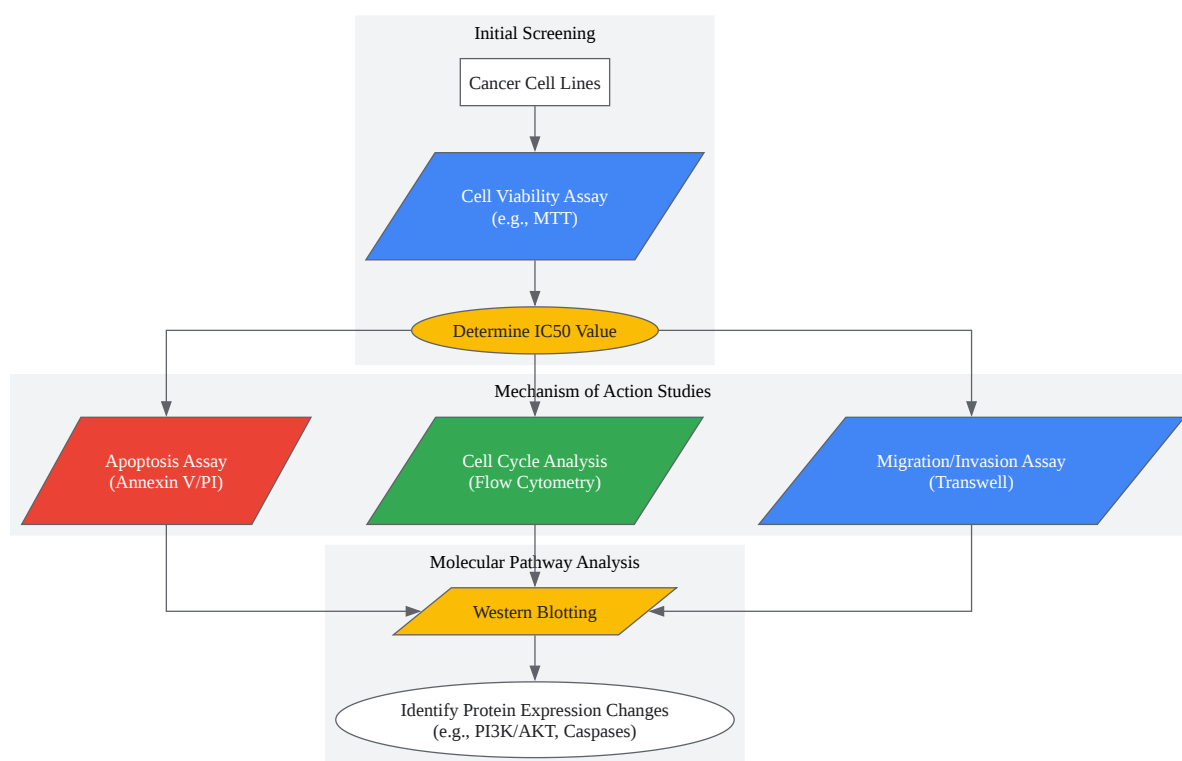 Initial Screening
Cancer Cell Lines
Cell Viability Assay
(e.g., MTT)
Determine IC50 Value
Mechanism of Action Studies
Apoptosis Assay
(Annexin V/PI)
Cell Cycle Analysis
(Flow Cytometry)
Migration/Invasion Assay
(Transwell)
Molecular Pathway Analysis
Western Blotting
Identify Protein Expression Changes
(e.g., PI3K/AKT, Caspases)